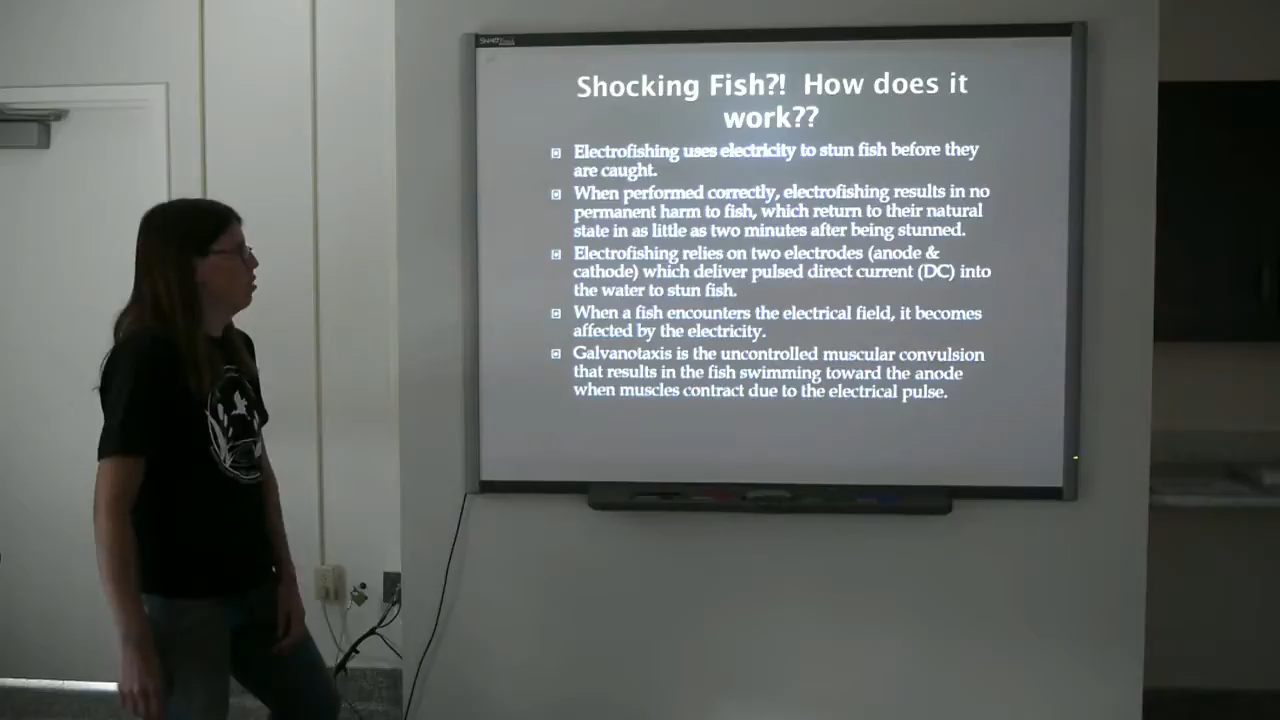 SMART Board
Shocking Fish?! How does it
work??
Electrofishing uses electricity to stun fish before they
are caught.
When performed correctly, electrofishing results in no
permanent harm to fish, which return to their natural
state in as little as two minutes after being stunned.
Electrofishing relies on two electrodes (anode &
cathode) which deliver pulsed direct current (DC) into
the water to stun fish.
When a fish encounters the electrical field, it becomes
affected by the electricity.
Galvanotaxis is the uncontrolled muscular convulsion
that results in the fish swimming toward the anode
when muscles contract due to the electrical pulse.